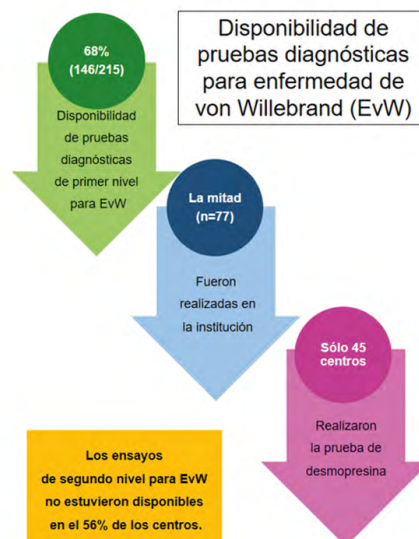 Disponibilidad de
pruebas diagnósticas
para enfermedad de
von Willebrand (EvW)
68%
(146/215)
Disponibilidad
de pruebas
diagnósticas
de primer nivel
para EvW
La mitad
(n=77)
Fueron
realizadas en
la institución
Sólo 45
centros
Realizaron
la prueba de
desmopresina
Los ensayos
de segundo nivel para EvW
no estuvieron disponibles
en el 56% de los centros.